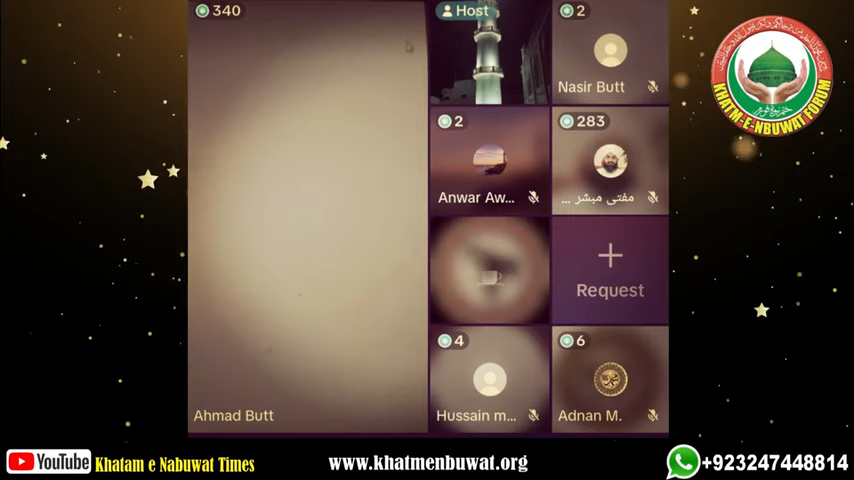 340
Host
2
Nasir Butt
2
283
Anwar Aw...
مفتی مبشر ...
+
Request
4
6
Ahmad Butt
Hussain m...
Adnan M.
KHATM-E-NBUWAT FORUM
YouTube Khatam e Nabuwat Times
www.khatmenbuwat.org
+923247448814